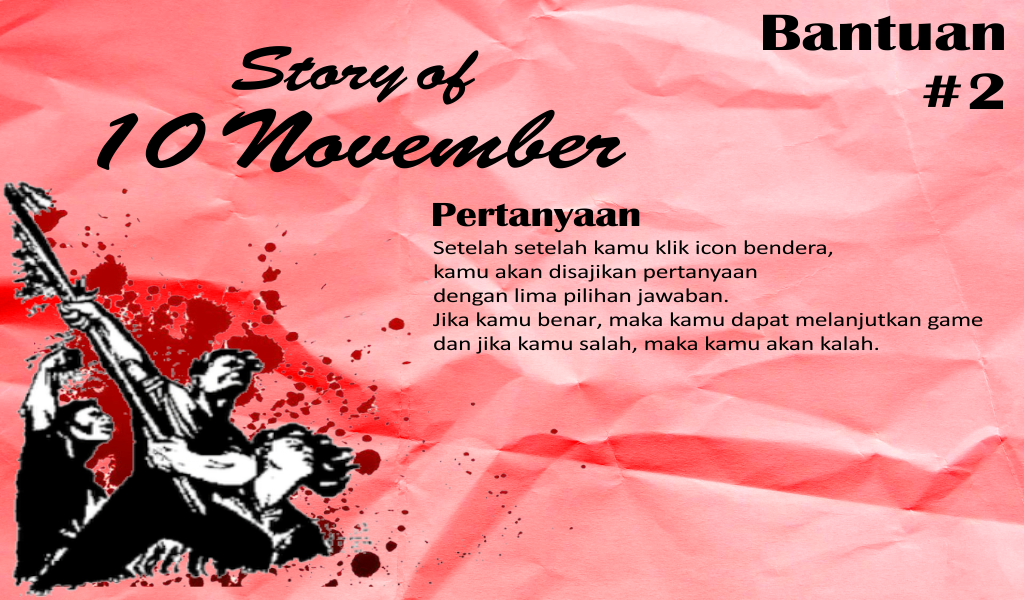 Bantuan
#2
Story of
10 November
Pertanyaan
Setelah setelah kamu klik icon bendera,
kamu akan disajikan pertanyaan
dengan lima pilihan jawaban.
Jika kamu benar, maka kamu dapat melanjutkan game
dan jika kamu salah, maka kamu akan kalah.